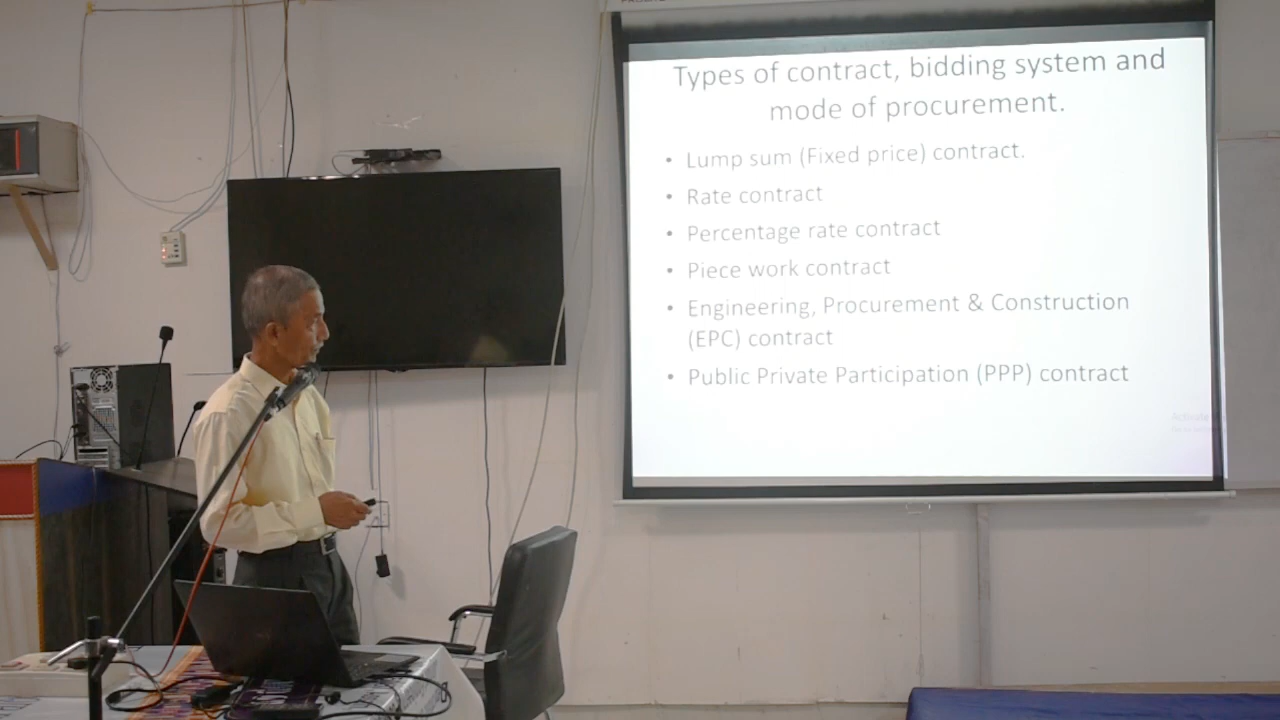 Types of contract, bidding system and
mode of procurement.
• Lump sum (Fixed price) contract.
• Rate contract
• Percentage rate contract
• Piece work contract
• Engineering, Procurement & Construction
(EPC) contract
• Public Private Participation (PPP) contract